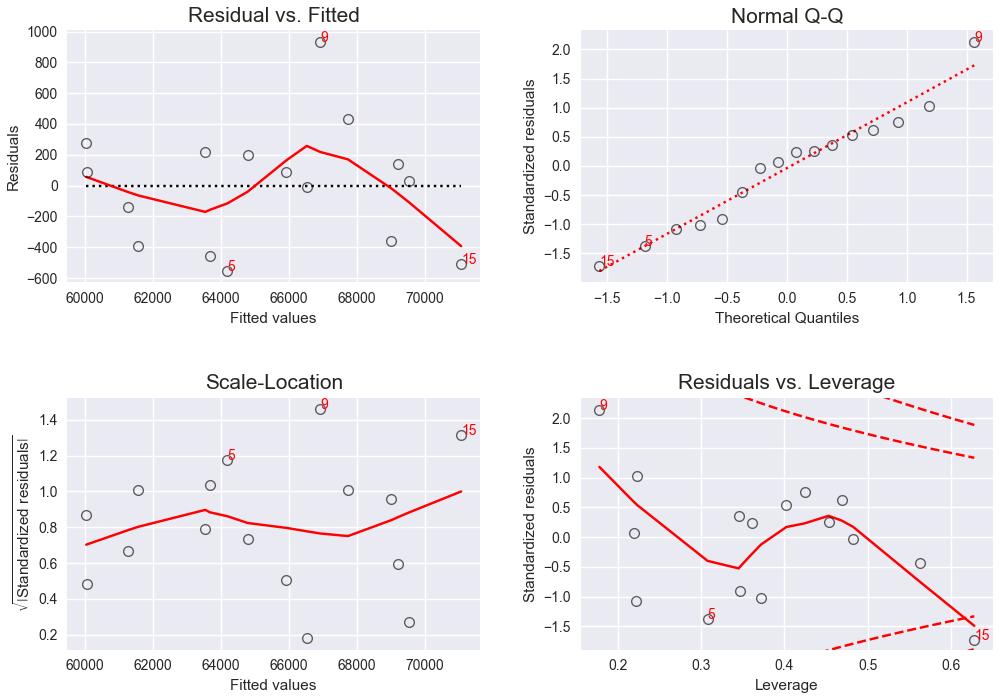 Residual vs. Fitted
1000
800
600
400
200
0
−200
−400
−600
Residuals
9
5
15
60000 62000 64000 66000 68000 70000
Fitted values
Normal Q-Q
2.0
1.5
1.0
0.5
0.0
−0.5
−1.0
−1.5
Standardized residuals
9
5
15
−1.5 −1.0 −0.5 0.0 0.5 1.0 1.5
Theoretical Quantiles
Scale-Location
1.4
1.2
1.0
0.8
0.6
0.4
0.2
√|Standardized residuals|
9
15
5
60000 62000 64000 66000 68000 70000
Fitted values
Residuals vs. Leverage
2.0
1.5
1.0
0.5
0.0
−0.5
−1.0
−1.5
Standardized residuals
9
5
15
0.2 0.3 0.4 0.5 0.6
Leverage